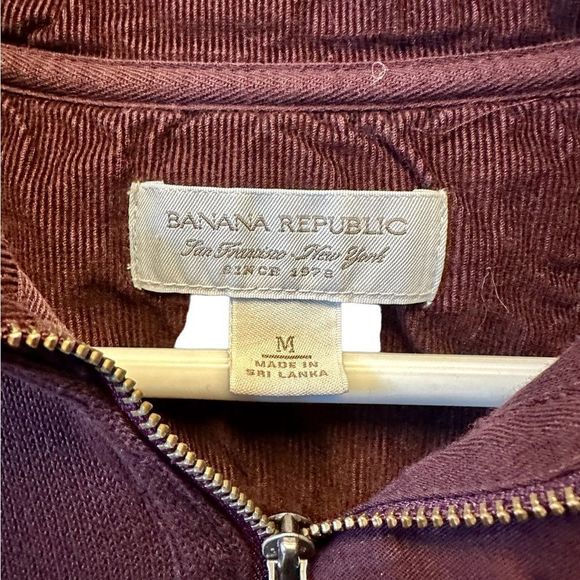 BANANA REPUBLIC
San Francisco · New York
SINCE 1978
M
MADE IN
SRI LANKA